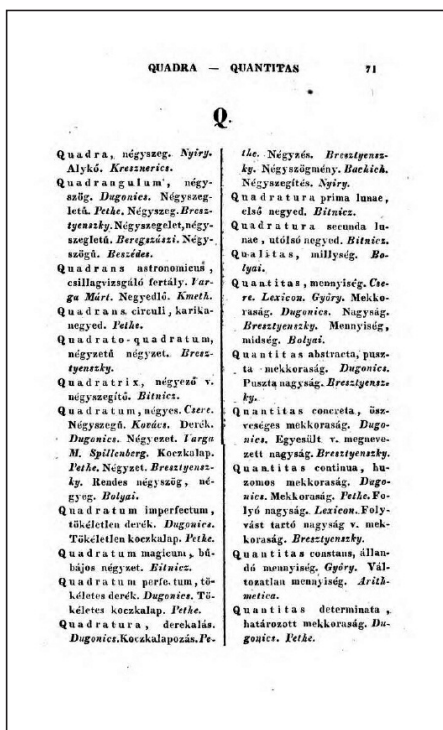 QUADRA — QUANTITAS 71
Q.
Quadra, négyszeg. Nyiry.
Alykő. Kresznerics.
Quadrangulum, négy-
szög. Dugonics. Négyszeg-
letű. Pethe. Négyszeg. Bresz-
tyenszky. Négyszegelet, négy-
szegletű. Beregszászi. Négy-
szögű. Beszédes.
Quadrans astronomicus,
csillagvizsgáló fertály. Var-
ga Márt. Negyedlő. Kmeth.
Quadrans circuli, karika-
negyed. Pethe.
Quadrato-quadratum,
négyzetű négyzet. Bresz-
tyenszky.
Quadratrix, négyező v.
négyszegítő. Bitnicz.
Quadratum, négyes. Csere.
Négyszegű. Kovács. Derék.
Dugonics. Négyezet. Varga
M. Spillenberg. Koczkalap.
Pethe. Négyzet. Bresztyensz-
ky. Rendes négyszög, né-
gyeg. Bolyai.
Quadratum imperfectum,
tökéletlen derék. Dugonics.
Tökéletlen koczkalap. Pethe.
Quadratum magicum, bű-
bájos négyzet. Bitnicz.
Quadratum perfe.tum, tö-
kéletes derék. Dugonics. Tö-
kéletes koczkalap. Pethe.
Quadratura, derekalás.
Dugonics. Koczkalapozás. Pe-
the. Négyzés. Bresztyensz-
ky. Négyszögmény. Bachich.
Négyszegítés. Nyiry.
Quadratura prima lunae,
első negyed. Bitnicz.
Quadratura secunda lu-
nae, utólsó negyed. Bitnicz.
Qualitas, millység. Bo-
lyai.
Quantitas, mennyiség. Cse-
re. Lexicon. Győry. Mekko-
raság. Dugonics. Nagyság.
Bresztyenszky. Mennyiség,
midség. Bolyai.
Quantitas abstracta, pusz-
ta mekkoraság. Dugonics.
Puszta nagyság. Bresztyensz-
ky.
Quantitas concreta, ösz-
veséges mekkoraság. Dugo-
nics. Egyesült v. megneve-
zett nagyság. Bresztyenszky.
Quantitas continua, hu-
zomos mekkoraság. Dugo-
nics. Mekkoraság. Pethe. Fo-
lyó nagyság. Lexicon. Foly-
vást tartó nagyság v. mek-
koraság. Bresztyenszky.
Quantitas constans, állan-
dó mennyiség. Győry. Vál-
tozatlan mennyiség. Arith-
metica.
Quantitas determinata,
határozott mekkoraság. Du-
gonics. Pethe.